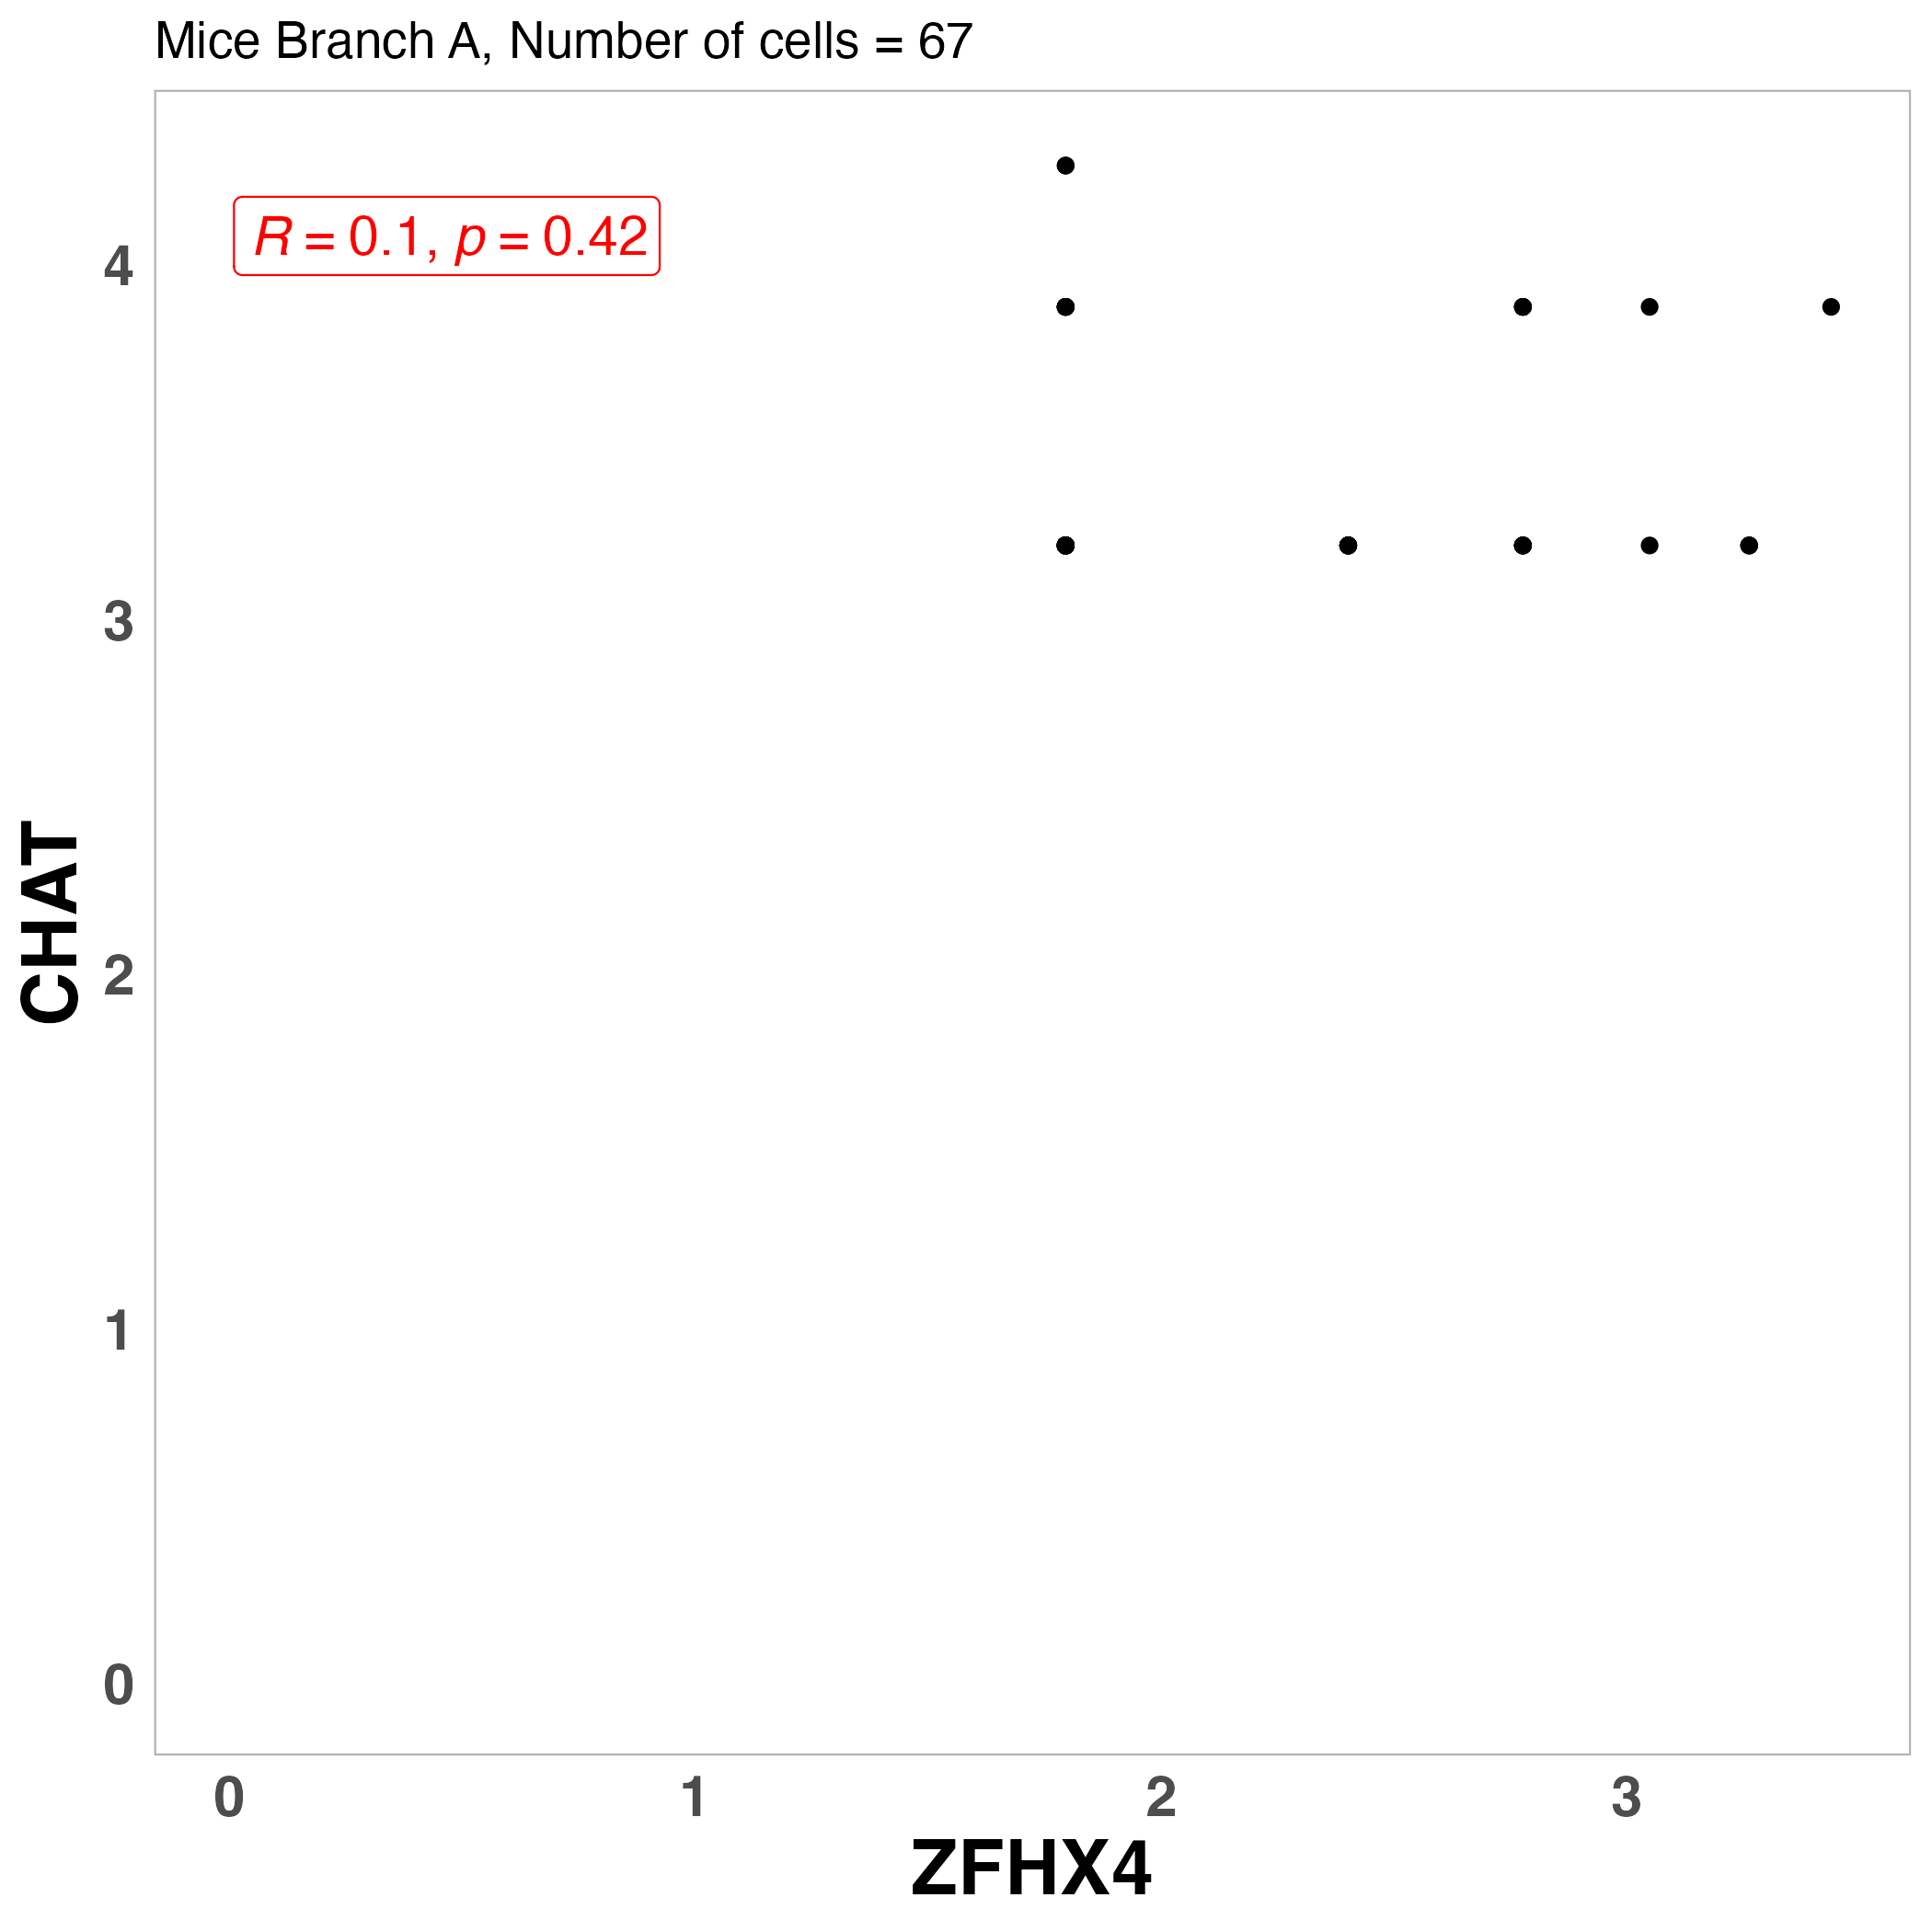 Mice Branch A, Number of cells = 67
R = 0.1, p = 0.42
4
3
2
1
0
CHAT
0 1 2 3
ZFHX4